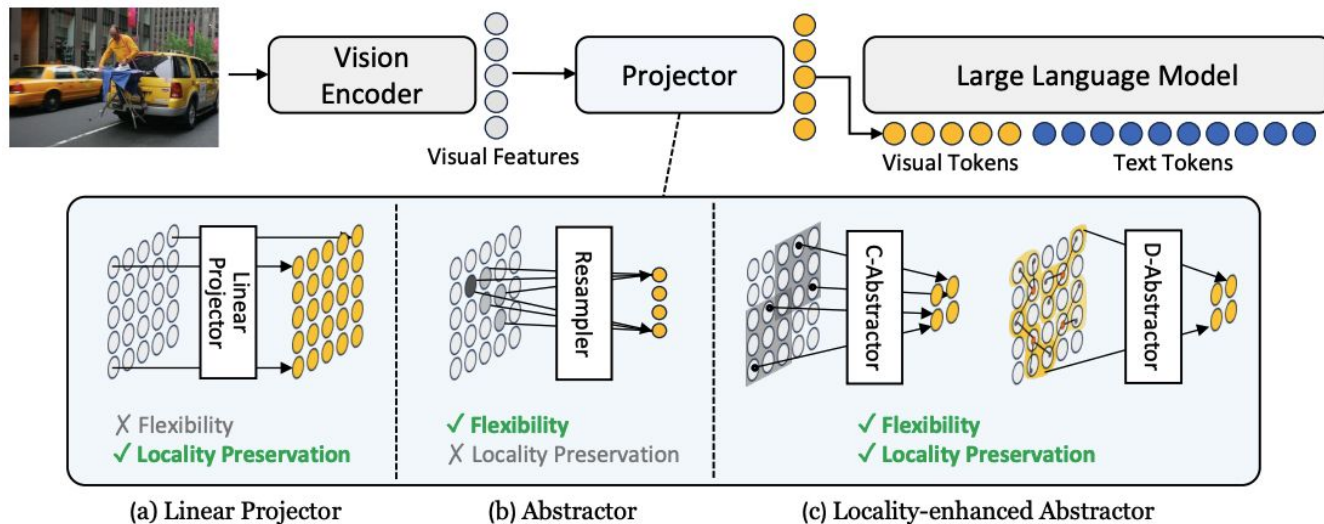 Vision
Encoder
Projector
Large Language Model
Visual Features
Visual Tokens
Text Tokens
Linear
Projector
✗ Flexibility
✓ Locality Preservation
Resampler
✓ Flexibility
✗ Locality Preservation
C-Abstractor
D-Abstractor
✓ Flexibility
✓ Locality Preservation
(a) Linear Projector
(b) Abstractor
(c) Locality-enhanced Abstractor